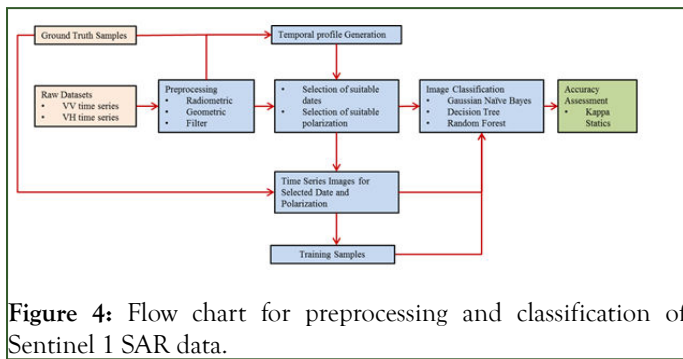 Ground Truth Samples
Temporal profile Generation
Raw Datasets
• VV time series
• VH time series
Preprocessing
• Radiometric
• Geometric
• Filter
• Selection of suitable
dates
• Selection of suitable
polarization
Image Classification
• Gaussian Naïve Bayes
• Decision Tree
• Random Forest
Accuracy
Assessment
• Kappa
Statics
Time Series Images for
Selected Date and
Polarization
Training Samples
Figure 4: Flow chart for preprocessing and classification of
Sentinel 1 SAR data.